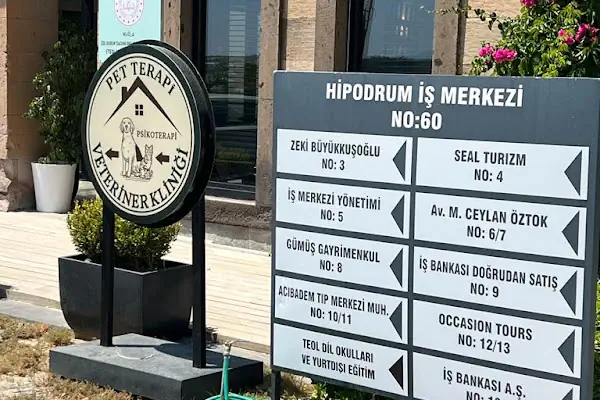 MUĞLA
PET TERAPİ
PSİKOTERAPİ
VETERİNER KLİNİĞİ
HİPODRUM İŞ MERKEZİ
NO:60
ZEKİ BÜYÜKKUŞOĞLU
NO: 3
SEAL TURİZM
NO: 4
İŞ MERKEZİ YÖNETİMİ
NO: 5
Av. M. CEYLAN ÖZTOK
NO: 6/7
GÜMÜŞ GAYRİMENKUL
NO: 8
İŞ BANKASI DOĞRUDAN SATIŞ
NO: 9
ACIBADEM TIP MERKEZİ MUH.
NO: 10/11
OCCASION TOURS
NO: 12/13
TEOL DİL OKULLARI
VE YURTDIŞI EĞİTİM
İŞ BANKASI A.Ş.